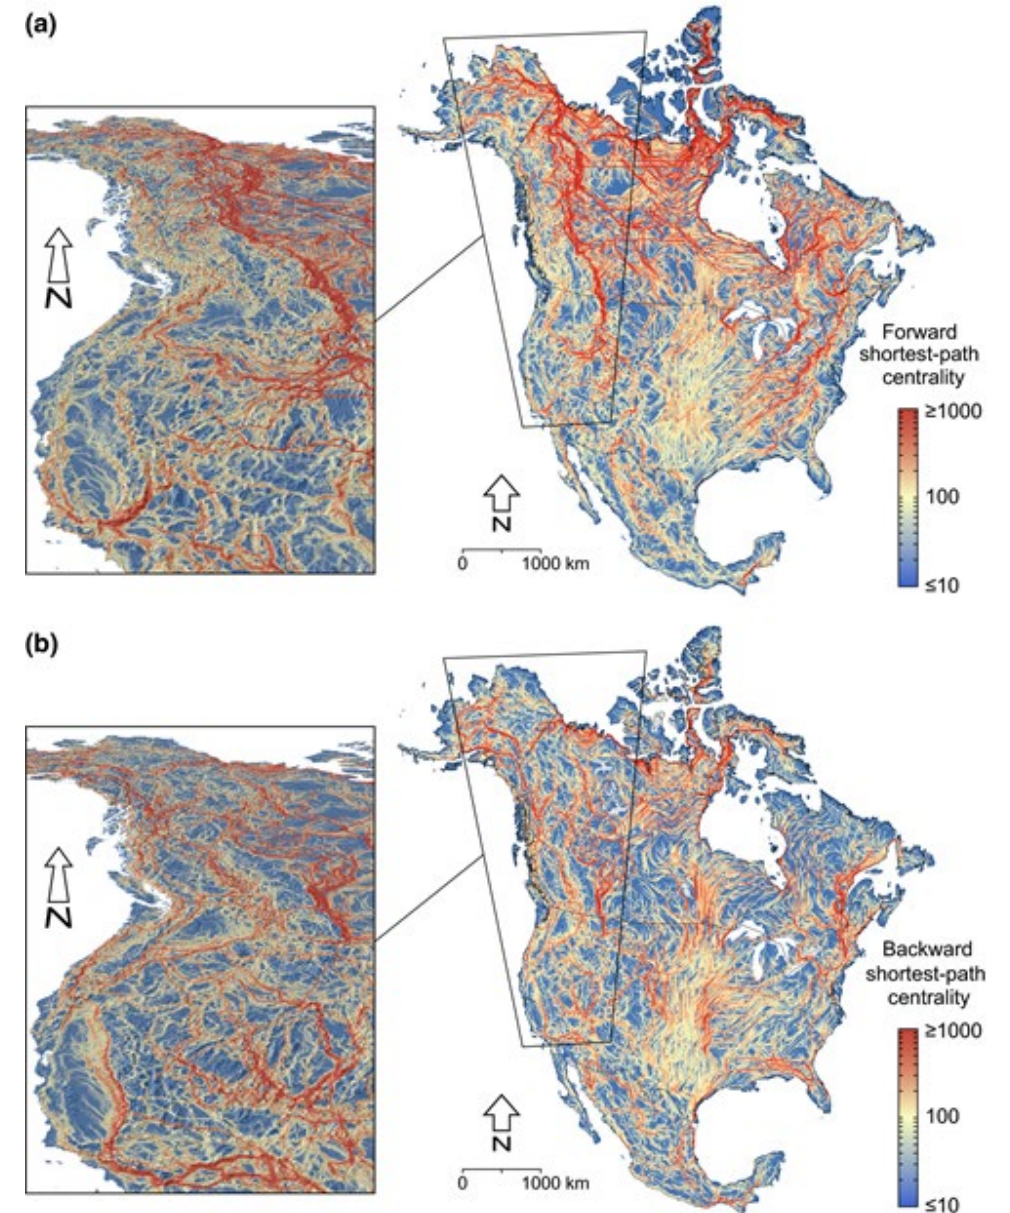 (a)
N
Forward
shortest-path
centrality
≥1000
100
≤10
N
0 1000 km
(b)
N
Backward
shortest-path
centrality
≥1000
100
≤10
N
0 1000 km